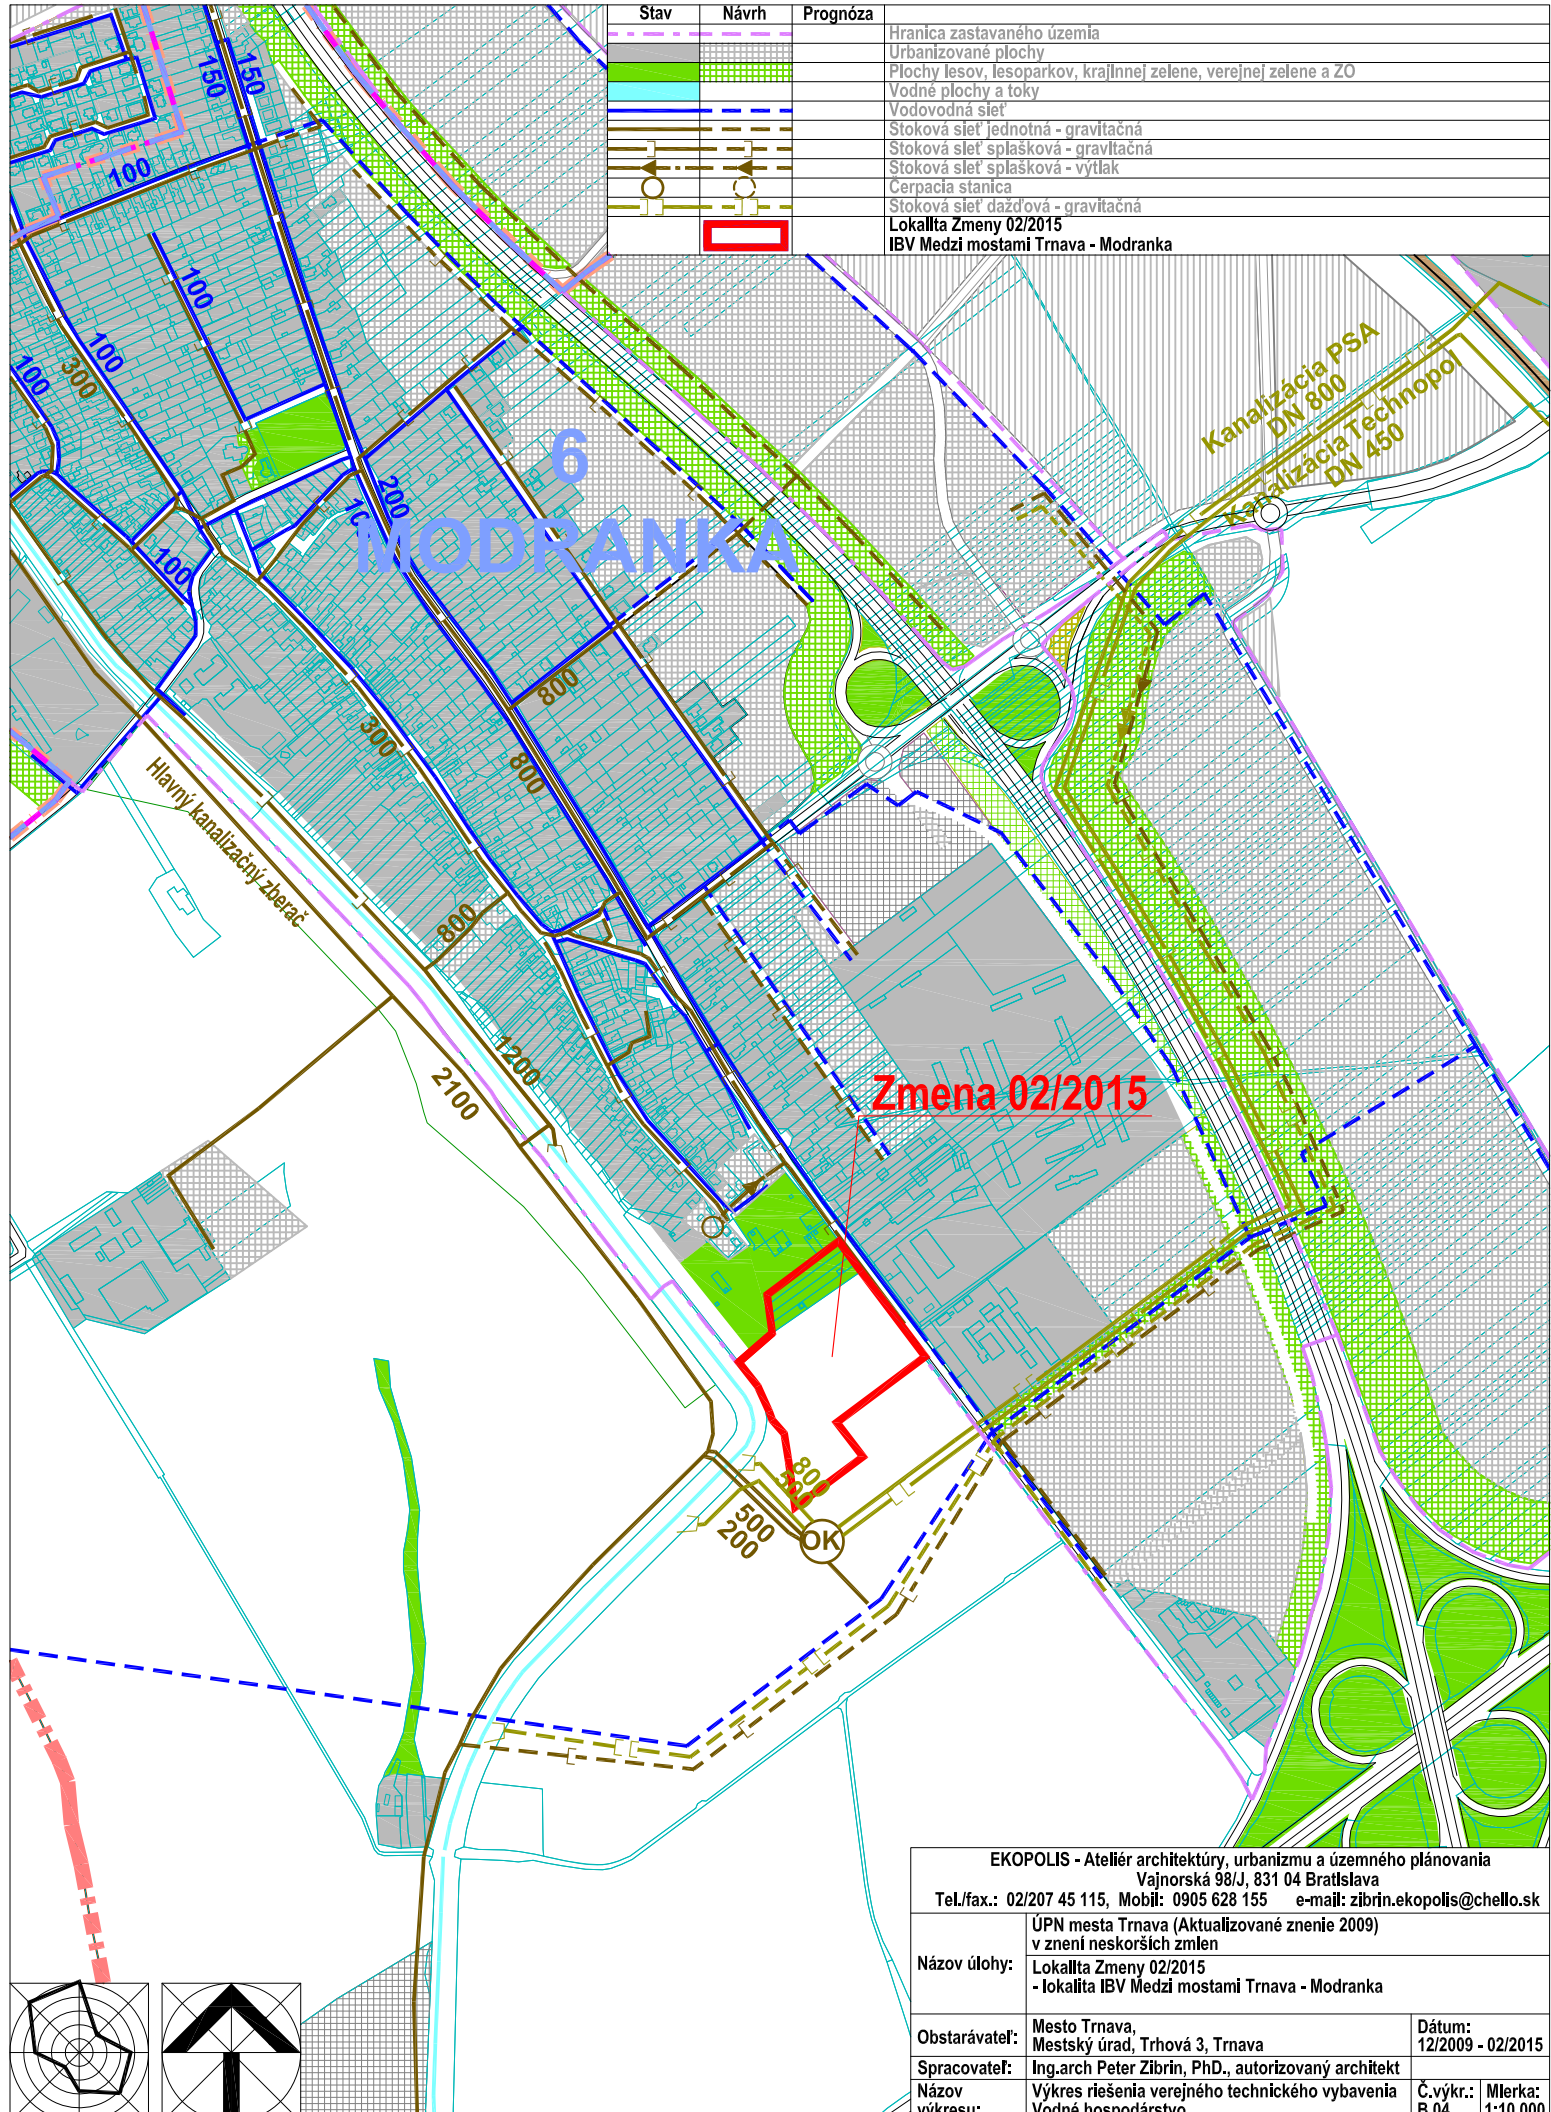 Stav Návrh Prognóza
Hranica zastavaného územia
Urbanizované plochy
Plochy lesov, lesoparkov, krajinnej zelene, verejnej zelene a ZO
Vodné plochy a toky
Vodovodná sieť
Stoková sieť jednotná - gravitačná
Stoková sieť splašková - gravitačná
Stoková sieť splašková - výtlak
Čerpacia stanica
Stoková sieť dažďová - gravitačná
Lokalita Zmeny 02/2015
IBV Medzi mostami Trnava - Modranka
150
150
100
100
100
300
100
Kanalizácia PSA
DN 800
Kanalizácia Technopol
DN 450
6
MODRANKA
200
100
800
300
800
Hlavný kanalizačný zberač
800
1200
2100
Zmena 02/2015
800
500
500
200
OK
EKOPOLIS - Ateliér architektúry, urbanizmu a územného plánovania
Vajnorská 98/J, 831 04 Bratislava
Tel./fax.: 02/207 45 115, Mobil: 0905 628 155 e-mail: zibrin.ekopolis@chello.sk
Názov úlohy:
ÚPN mesta Trnava (Aktualizované znenie 2009)
v znení neskorších zmien
Lokalita Zmeny 02/2015
- lokalita IBV Medzi mostami Trnava - Modranka
Obstarávateľ:
Mesto Trnava,
Mestský úrad, Trhová 3, Trnava
Dátum:
12/2009 - 02/2015
Spracovateľ: Ing.arch Peter Zibrin, PhD., autorizovaný architekt
Názov
výkresu:
Výkres riešenia verejného technického vybavenia
Vodné hospodárstvo
Č.výkr.:
B.04
Mierka:
1:10 000